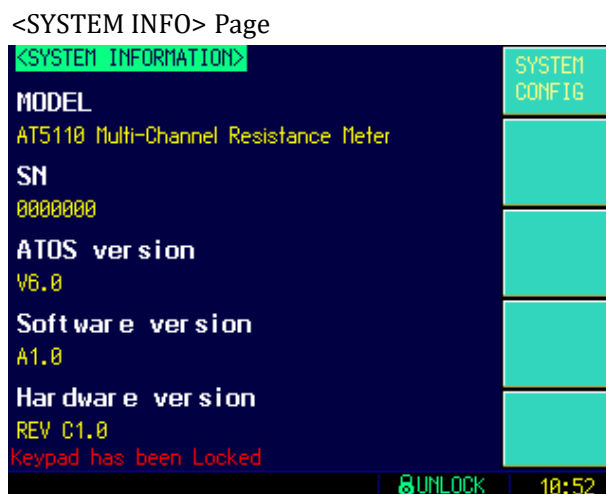 <SYSTEM INFO> Page
<SYSTEM INFORMATION>
SYSTEM
CONFIG
MODEL
AT5110 Multi-Channel Resistance Meter
SN
0000000
ATOS version
V6.0
Software version
A1.0
Hardware version
REV C1.0
Keypad has been Locked
UNLOCK
10:52